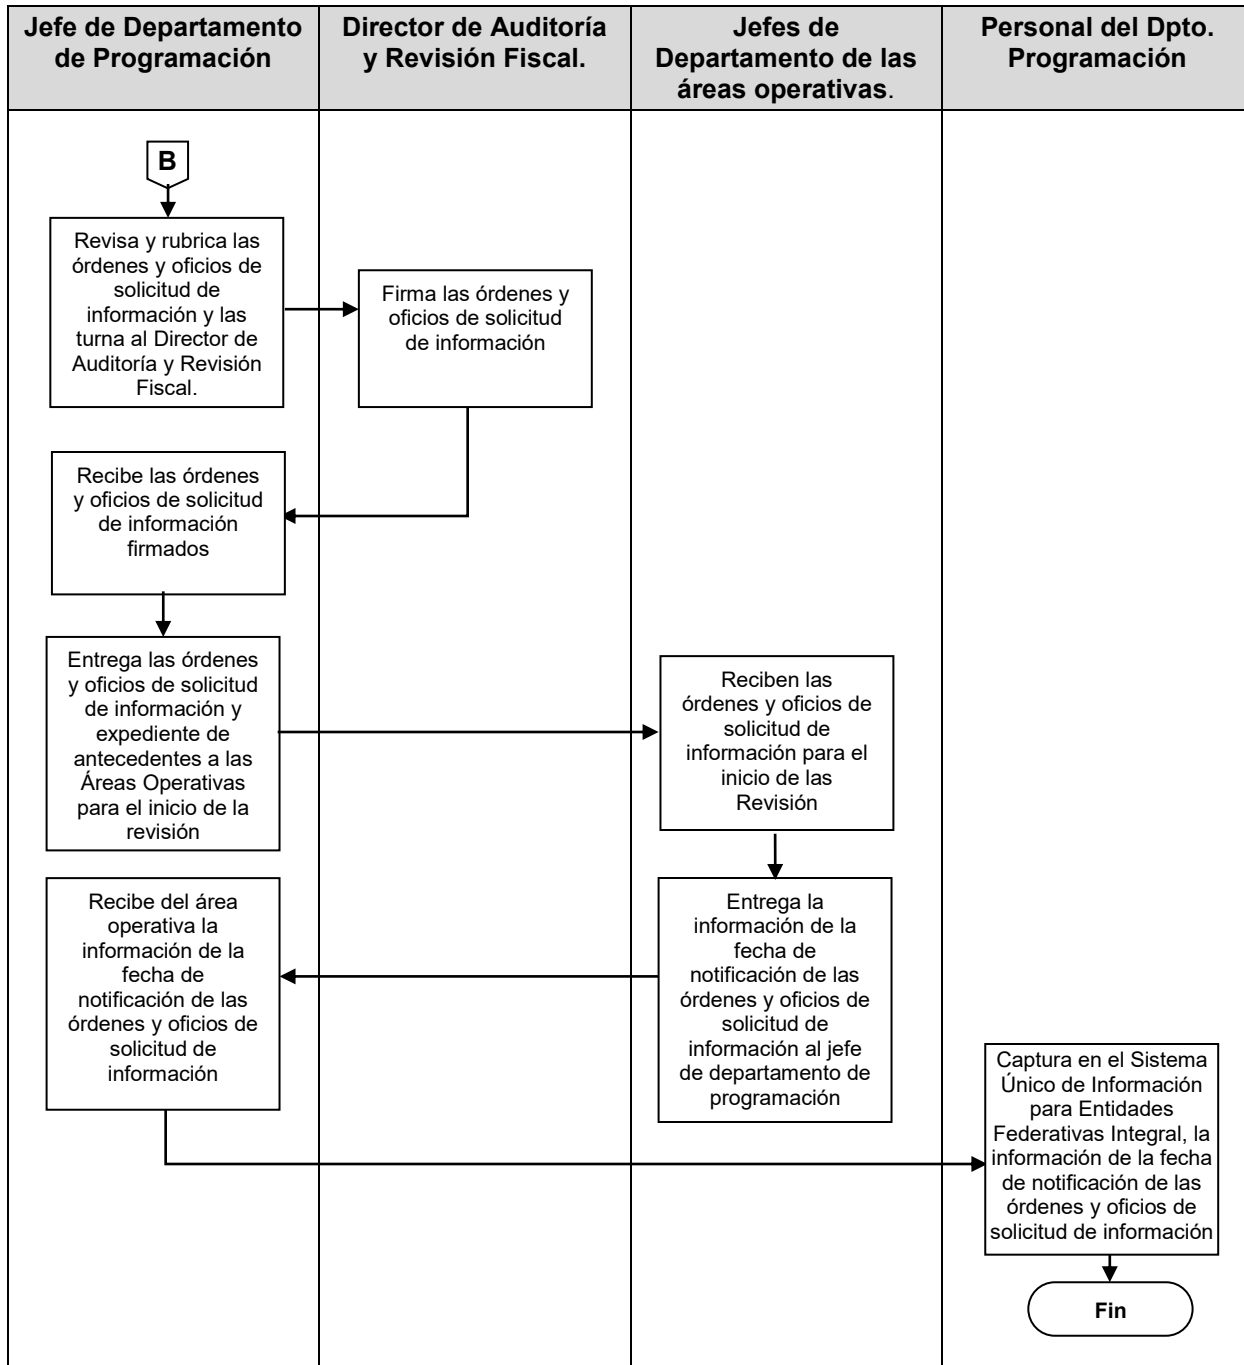 Jefe de Departamento
de Programación
Director de Auditoría
y Revisión Fiscal.
Jefes de
Departamento de las
áreas operativas.
Personal del Dpto.
Programación
B
Revisa y rubrica las
órdenes y oficios de
solicitud de
información y las
turna al Director de
Auditoría y Revisión
Fiscal.
Firma las órdenes y
oficios de solicitud
de información
Recibe las órdenes
y oficios de solicitud
de información
firmados
Entrega las órdenes
y oficios de solicitud
de información y
expediente de
antecedentes a las
Áreas Operativas
para el inicio de la
revisión
Reciben las
órdenes y oficios de
solicitud de
información para el
inicio de las
Revisión
Recibe del área
operativa la
información de la
fecha de
notificación de las
órdenes y oficios de
solicitud de
información
Entrega la
información de la
fecha de
notificación de las
órdenes y oficios de
solicitud de
información al jefe
de departamento de
programación
Captura en el Sistema
Único de Información
para Entidades
Federativas Integral, la
información de la fecha
de notificación de las
órdenes y oficios de
solicitud de información
Fin